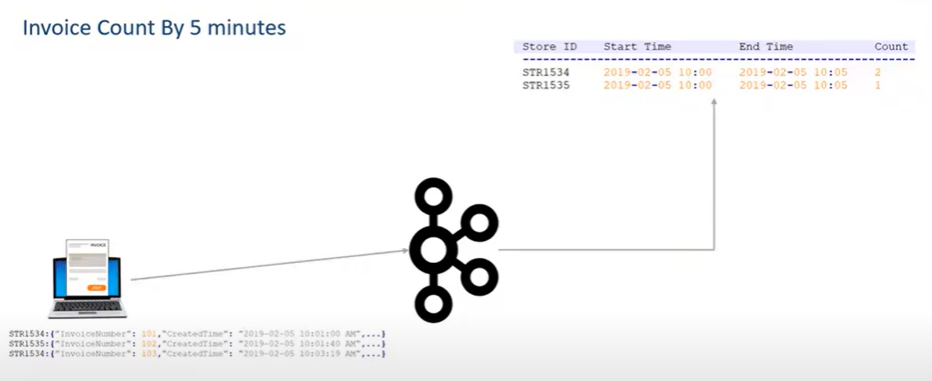 Invoice Count By 5 minutes
Store ID Start Time End Time Count
STR1534 2019-02-05 10:00 2019-02-05 10:05 2
STR1535 2019-02-05 10:00 2019-02-05 10:05 1
INVOICE
STR1534:{"InvoiceNumber": 101,"CreatedTime": "2019-02-05 10:01:00 AM",...}
STR1535:{"InvoiceNumber": 102,"CreatedTime": "2019-02-05 10:01:40 AM",...}
STR1534:{"InvoiceNumber": 103,"CreatedTime": "2019-02-05 10:03:19 AM",...}